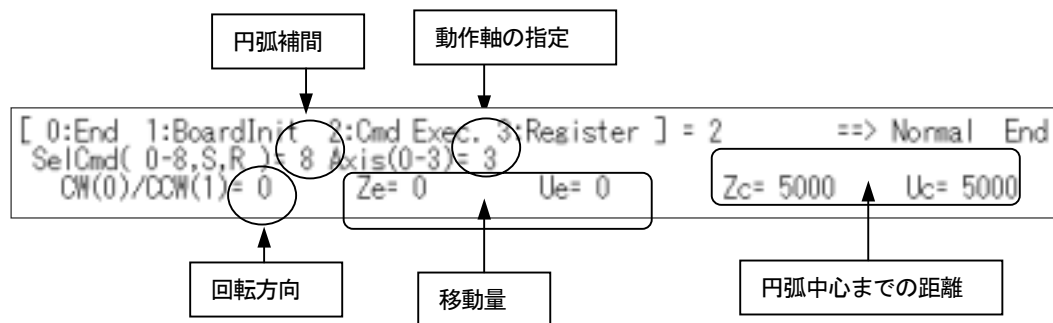 円弧補間
動作軸の指定
[ 0:End 1:BoardInit 2:Cmd Exec. 3:Register ] = 2 ==> Normal End
SelCmd( 0-8,S,R )= 8 Axis(0-3)= 3
CW(0)/CCW(1)= 0 Ze= 0 Ue= 0 Zc= 5000 Uc= 5000
回転方向
移動量
円弧中心までの距離